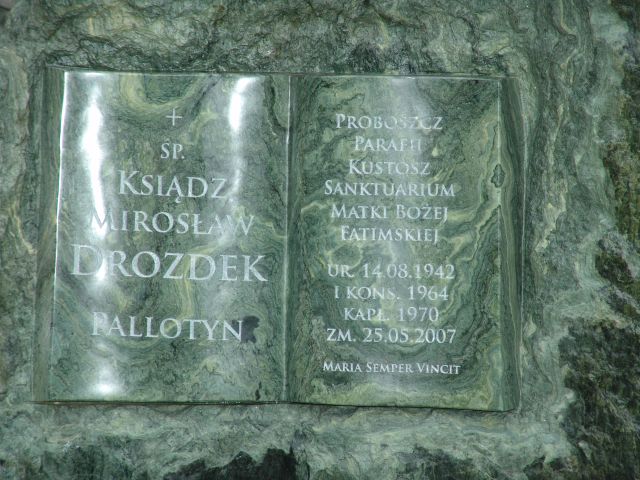 +
ŚP.
KSIĄDZ
MIROSŁAW
DROZDEK
PALLOTYN
PROBOSZCZ
PARAFII
KUSTOSZ
SANKTUARIUM
MATKI BOŻEJ
FATIMSKIEJ
UR. 14.08.1942
I KONS. 1964
KAPŁ. 1970
ZM. 25.05.2007
MARIA SEMPER VINCIT